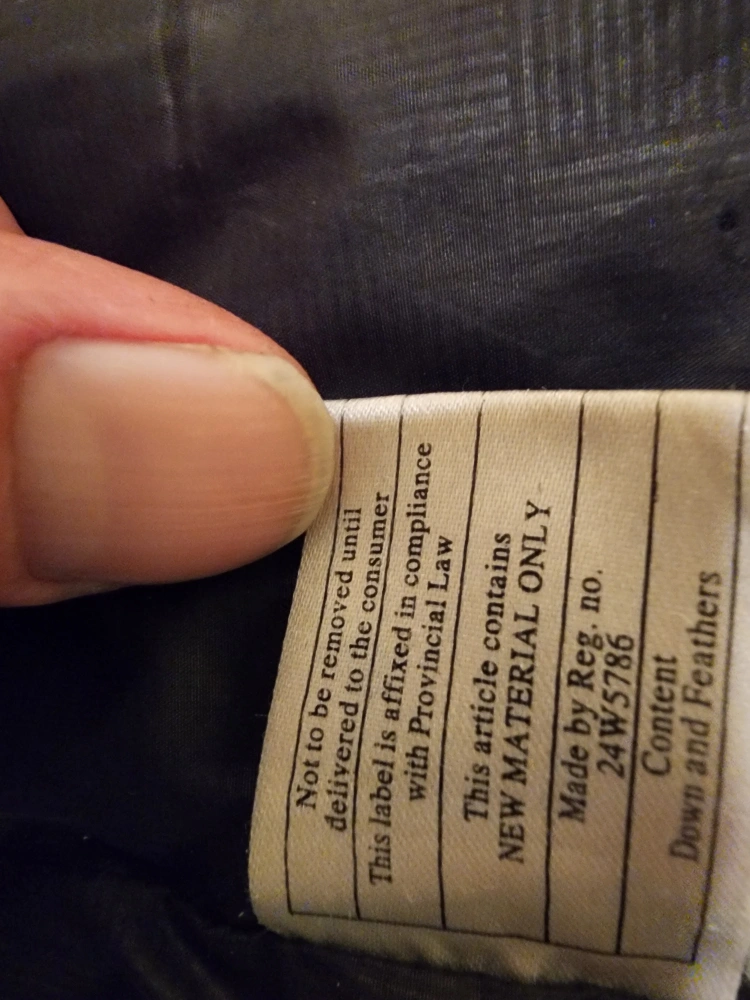 Not to be removed until
delivered to the consumer
This label is affixed in compliance
with Provincial Law
This article contains
NEW MATERIAL ONLY
Made by Reg. no.
24W5786
Content
Down and Feathers